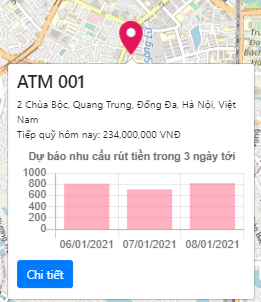 ATM 001
2 Chùa Bộc, Quang Trung, Đống Đa, Hà Nội, Việt
Nam
Tiếp quỹ hôm nay: 234,000,000 VNĐ
Dự báo nhu cầu rút tiền trong 3 ngày tới
1000
800
600
400
200
0
06/01/2021 07/01/2021 08/01/2021
Chi tiết